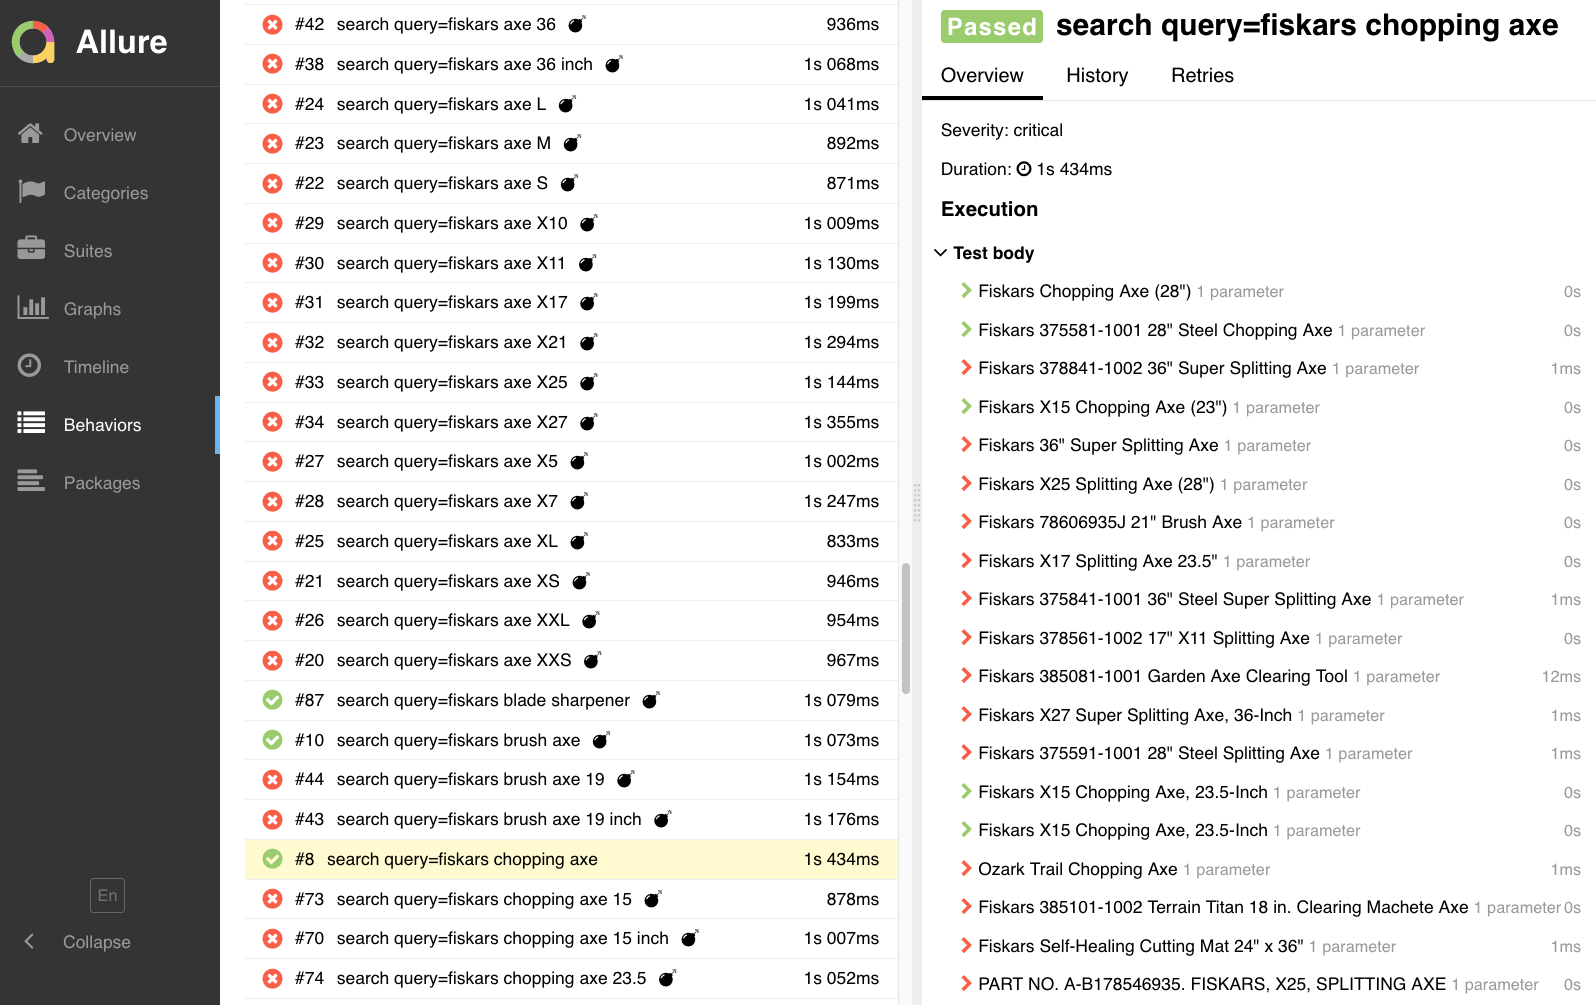 Allure
Overview
Categories
Suites
Graphs
Timeline
Behaviors
Packages
En
Collapse
#42 search query=fiskars axe 36 936ms
#38 search query=fiskars axe 36 inch 1s 068ms
#24 search query=fiskars axe L 1s 041ms
#23 search query=fiskars axe M 892ms
#22 search query=fiskars axe S 871ms
#29 search query=fiskars axe X10 1s 009ms
#30 search query=fiskars axe X11 1s 130ms
#31 search query=fiskars axe X17 1s 199ms
#32 search query=fiskars axe X21 1s 294ms
#33 search query=fiskars axe X25 1s 144ms
#34 search query=fiskars axe X27 1s 355ms
#27 search query=fiskars axe X5 1s 002ms
#28 search query=fiskars axe X7 1s 247ms
#25 search query=fiskars axe XL 833ms
#21 search query=fiskars axe XS 946ms
#26 search query=fiskars axe XXL 954ms
#20 search query=fiskars axe XXS 967ms
#87 search query=fiskars blade sharpener 1s 079ms
#10 search query=fiskars brush axe 1s 073ms
#44 search query=fiskars brush axe 19 1s 154ms
#43 search query=fiskars brush axe 19 inch 1s 176ms
#8 search query=fiskars chopping axe 1s 434ms
#73 search query=fiskars chopping axe 15 878ms
#70 search query=fiskars chopping axe 15 inch 1s 007ms
#74 search query=fiskars chopping axe 23.5 1s 052ms
Passed search query=fiskars chopping axe
Overview History Retries
Severity: critical
Duration: 1s 434ms
Execution
Test body
Fiskars Chopping Axe (28") 1 parameter 0s
Fiskars 375581-1001 28" Steel Chopping Axe 1 parameter 0s
Fiskars 378841-1002 36" Super Splitting Axe 1 parameter 1ms
Fiskars X15 Chopping Axe (23") 1 parameter 0s
Fiskars 36" Super Splitting Axe 1 parameter 0s
Fiskars X25 Splitting Axe (28") 1 parameter 0s
Fiskars 78606935J 21" Brush Axe 1 parameter 0s
Fiskars X17 Splitting Axe 23.5" 1 parameter 0s
Fiskars 375841-1001 36" Steel Super Splitting Axe 1 parameter 1ms
Fiskars 378561-1002 17" X11 Splitting Axe 1 parameter 0s
Fiskars 385081-1001 Garden Axe Clearing Tool 1 parameter 12ms
Fiskars X27 Super Splitting Axe, 36-Inch 1 parameter 1ms
Fiskars 375591-1001 28" Steel Splitting Axe 1 parameter 1ms
Fiskars X15 Chopping Axe, 23.5-Inch 1 parameter 0s
Fiskars X15 Chopping Axe, 23.5-Inch 1 parameter 0s
Ozark Trail Chopping Axe 1 parameter 1ms
Fiskars 385101-1002 Terrain Titan 18 in. Clearing Machete Axe 1 parameter 0s
Fiskars Self-Healing Cutting Mat 24" x 36" 1 parameter 1ms
PART NO. A-B178546935. FISKARS, X25, SPLITTING AXE 1 parameter 0s